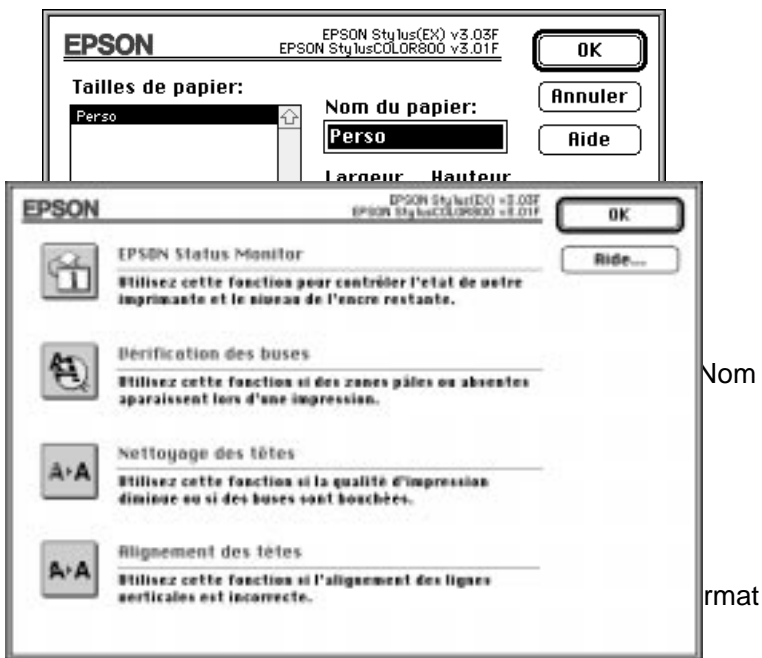 EPSON
EPSON Stylus(EX) v3.03F
EPSON StylusCOLOR800 v3.01F
OK
Tailles de papier:
Annuler
Perso
Nom du papier:
Perso
Aide
Largeur Hauteur
EPSON
EPSON Stylus(EX) v3.03F
EPSON StylusCOLOR800 v3.01F
OK
EPSON Status Monitor
Aide...
Utilisez cette fonction pour contrôler l'etat de votre
imprimante et le niveau de l'encre restante.
Vérification des buses
Utilisez cette fonction si des zones pâles ou absentes
aparaissent lors d'une impression.
Nom
Nettoyage des têtes
Utilisez cette fonction si la qualité d'impression
diminue ou si des buses sont bouchées.
Alignement des têtes
Utilisez cette fonction si l'alignement des lignes
verticales est incorrecte.
rmat